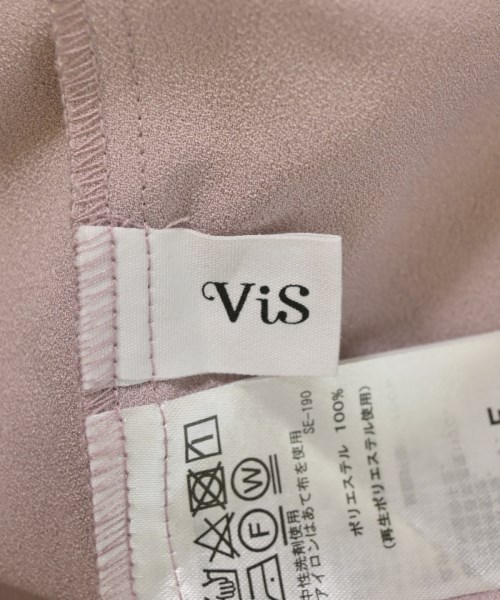 ViS
F W
中性洗剤使用
アイロンはあて布を使用
SE-190
ポリエステル 100%
(再生ポリエステル使用)